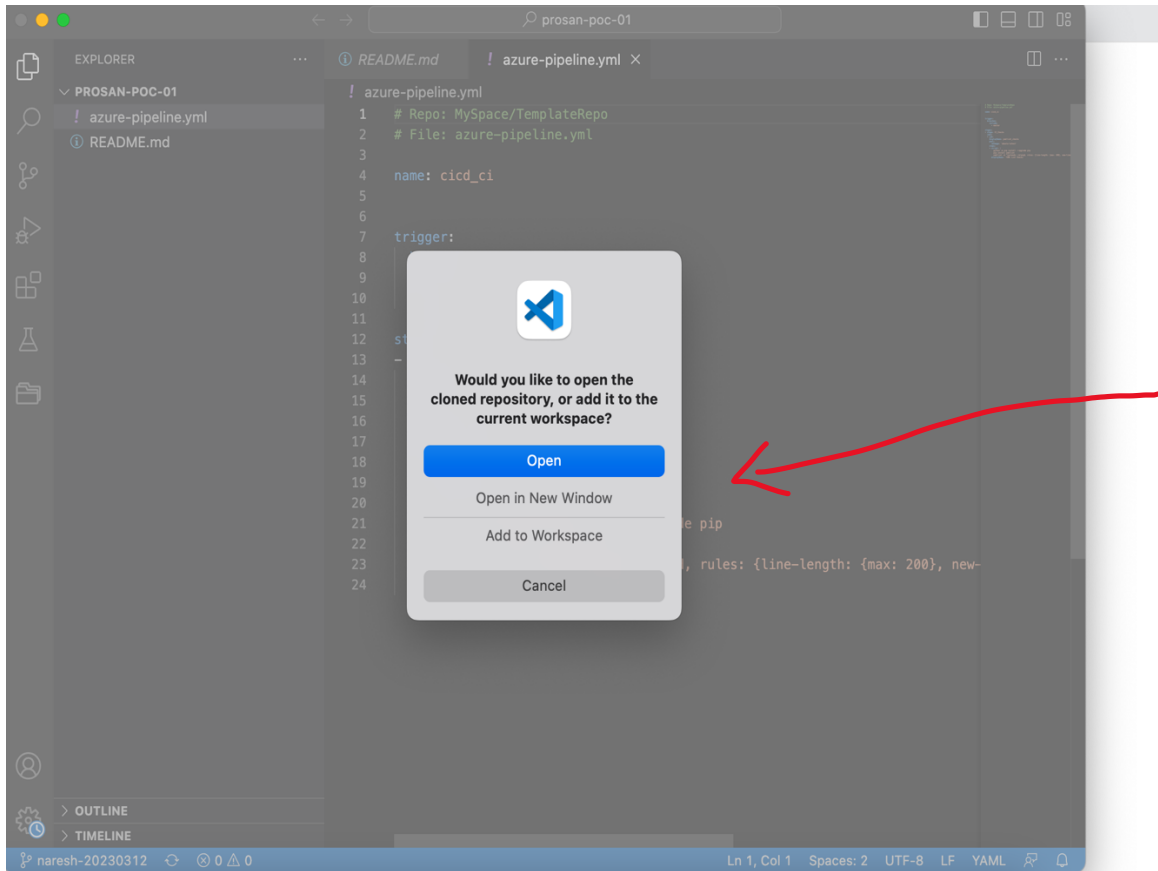 prosan-poc-01
EXPLORER
README.md
azure-pipeline.yml
PROSAN-POC-01
azure-pipeline.yml
README.md
azure-pipeline.yml
1 # Repo: MySpace/TemplateRepo
2 # File: azure-pipeline.yml
3
4 name: cicd_ci
5
6
7 trigger:
8
9
10
11
12 st
13 -
14
15
16
17
18
19
20
21 pip
22
23 , rules: {line-length: {max: 200}, new-
24
Would you like to open the
cloned repository, or add it to the
current workspace?
Open
Open in New Window
Add to Workspace
Cancel
OUTLINE
TIMELINE
naresh-20230312 0 0 Ln 1, Col 1 Spaces: 2 UTF-8 LF YAML